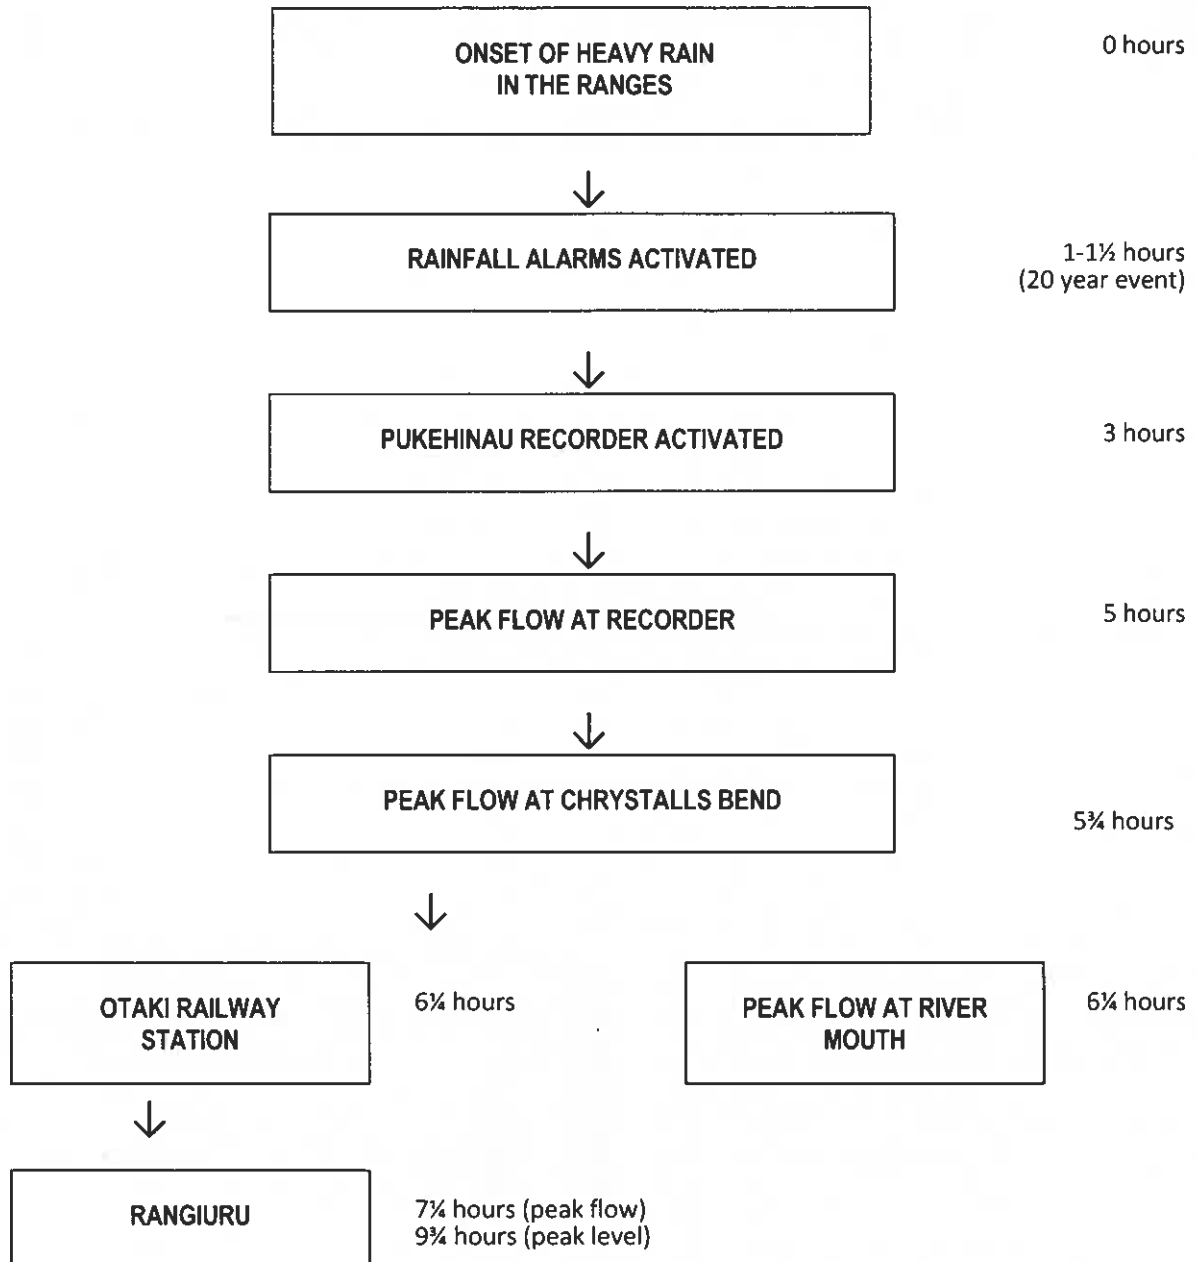 ONSET OF HEAVY RAIN
IN THE RANGES
0 hours
RAINFALL ALARMS ACTIVATED
1-1½ hours
(20 year event)
PUKEHINAU RECORDER ACTIVATED
3 hours
PEAK FLOW AT RECORDER
5 hours
PEAK FLOW AT CHRYSTALLS BEND
5¾ hours
OTAKI RAILWAY
STATION
6¼ hours
PEAK FLOW AT RIVER
MOUTH
6¼ hours
RANGIURU
7¼ hours (peak flow)
9¾ hours (peak level)